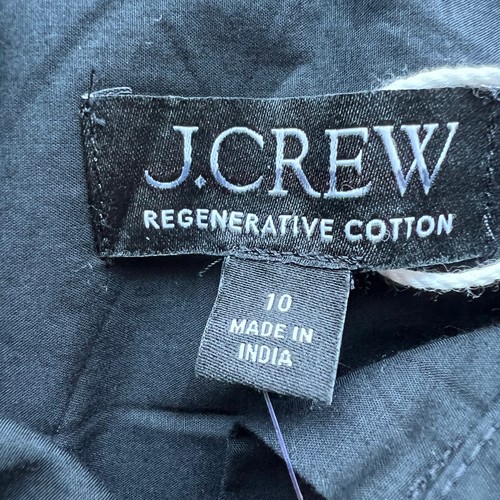 J.CREW
REGENERATIVE COTTON
10
MADE IN
INDIA